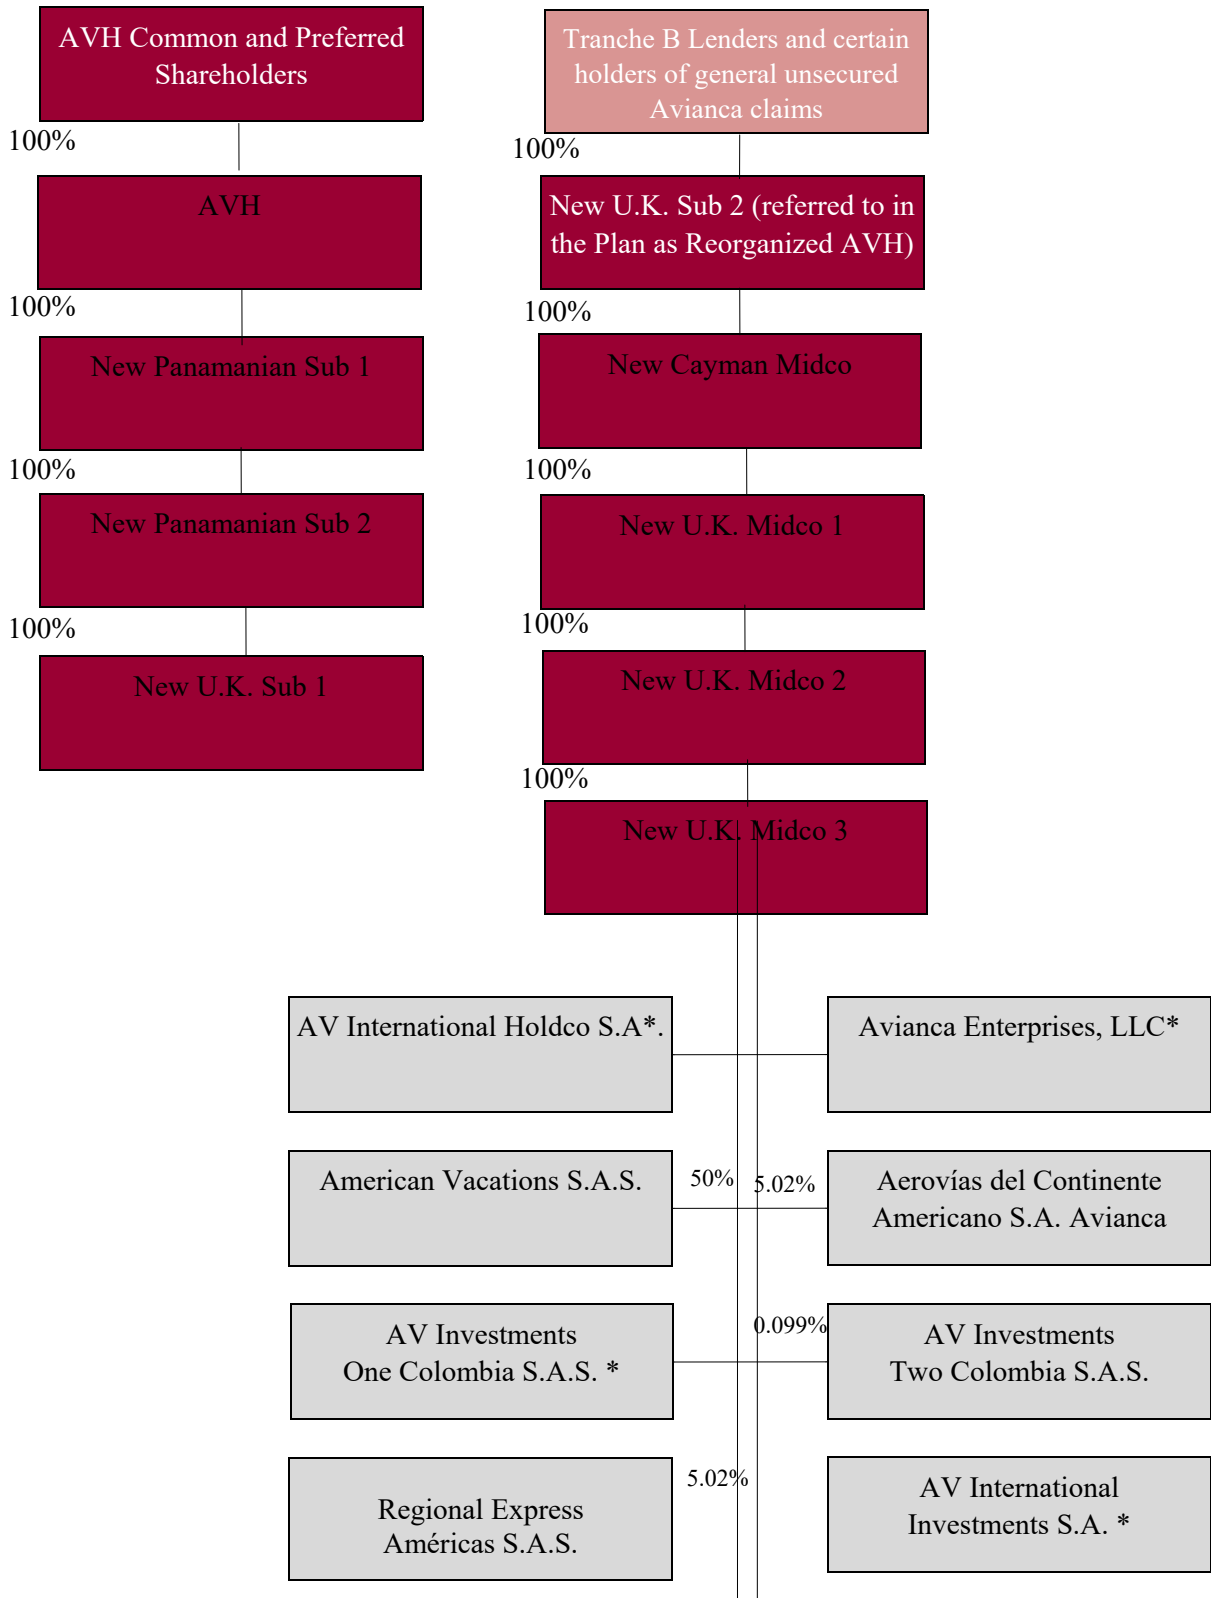 AVH Common and Preferred
Shareholders
100%
AVH
100%
New Panamanian Sub 1
100%
New Panamanian Sub 2
100%
New U.K. Sub 1
Tranche B Lenders and certain
holders of general unsecured
Avianca claims
100%
New U.K. Sub 2 (referred to in
the Plan as Reorganized AVH)
100%
New Cayman Midco
100%
New U.K. Midco 1
100%
New U.K. Midco 2
100%
New U.K. Midco 3
AV International Holdco S.A*.
Avianca Enterprises, LLC*
American Vacations S.A.S.
50%
5.02%
Aerovías del Continente
Americano S.A. Avianca
AV Investments
One Colombia S.A.S. *
0.099%
AV Investments
Two Colombia S.A.S.
Regional Express
Américas S.A.S.
5.02%
AV International
Investments S.A. *